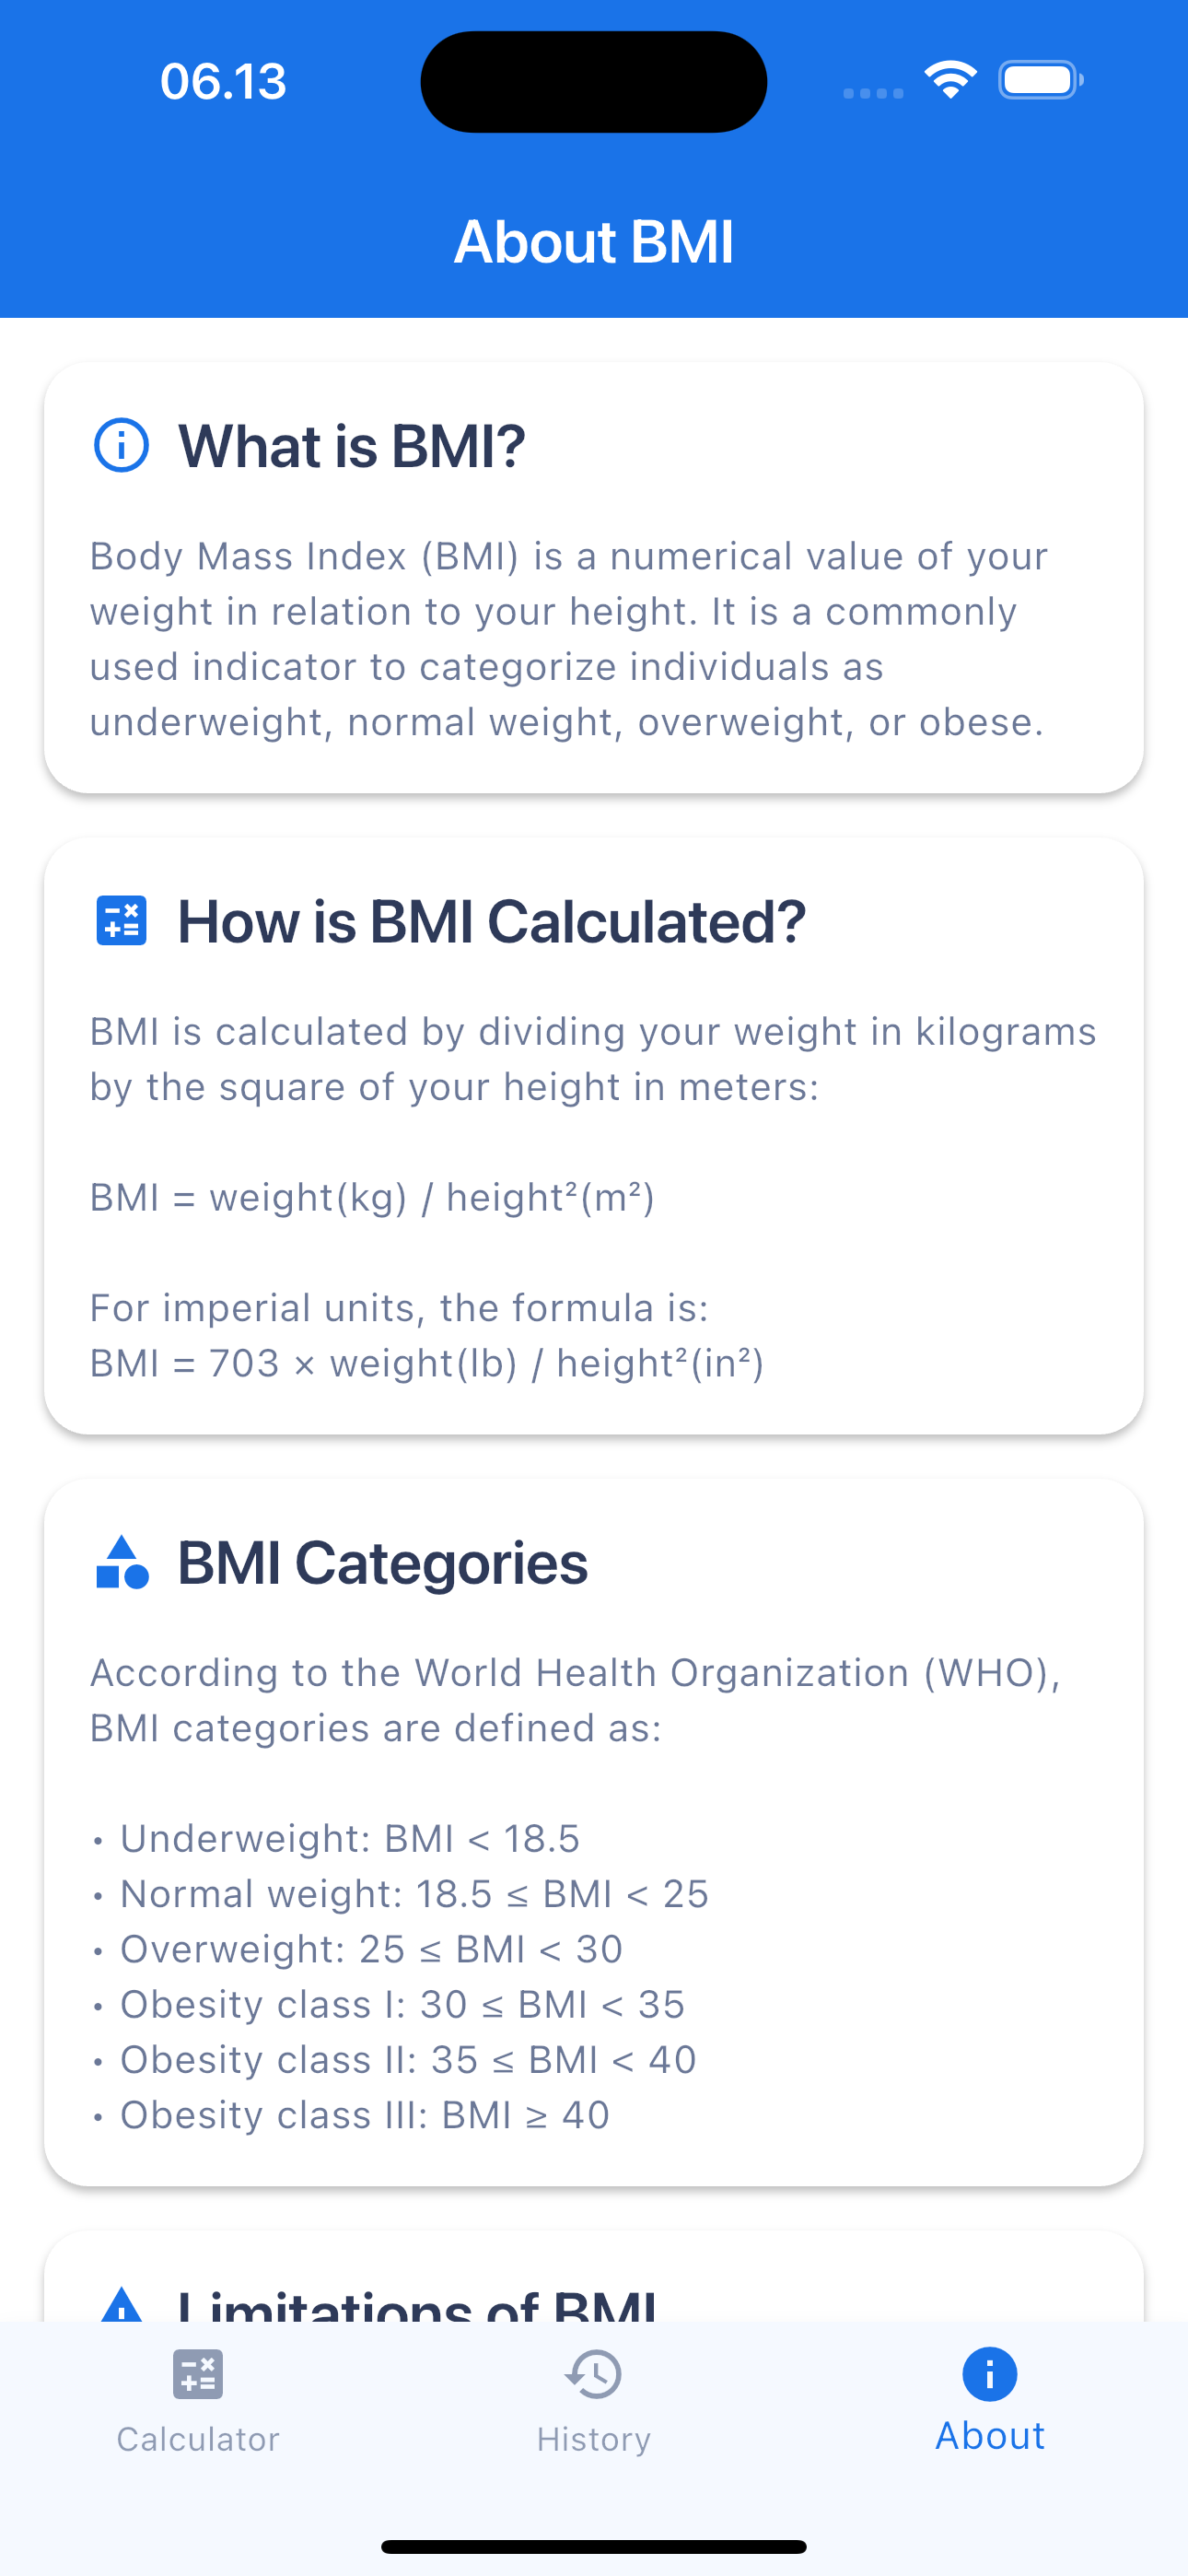 06.13
About BMI
What is BMI?
Body Mass Index (BMI) is a numerical value of your
weight in relation to your height. It is a commonly
used indicator to categorize individuals as
underweight, normal weight, overweight, or obese.
How is BMI Calculated?
BMI is calculated by dividing your weight in kilograms
by the square of your height in meters:
BMI = weight(kg) / height²(m²)
For imperial units, the formula is:
BMI = 703 × weight(lb) / height²(in²)
BMI Categories
According to the World Health Organization (WHO),
BMI categories are defined as:
• Underweight: BMI < 18.5
• Normal weight: 18.5 ≤ BMI < 25
• Overweight: 25 ≤ BMI < 30
• Obesity class I: 30 ≤ BMI < 35
• Obesity class II: 35 ≤ BMI < 40
• Obesity class III: BMI ≥ 40
Limitations of BMI
Calculator
History
About